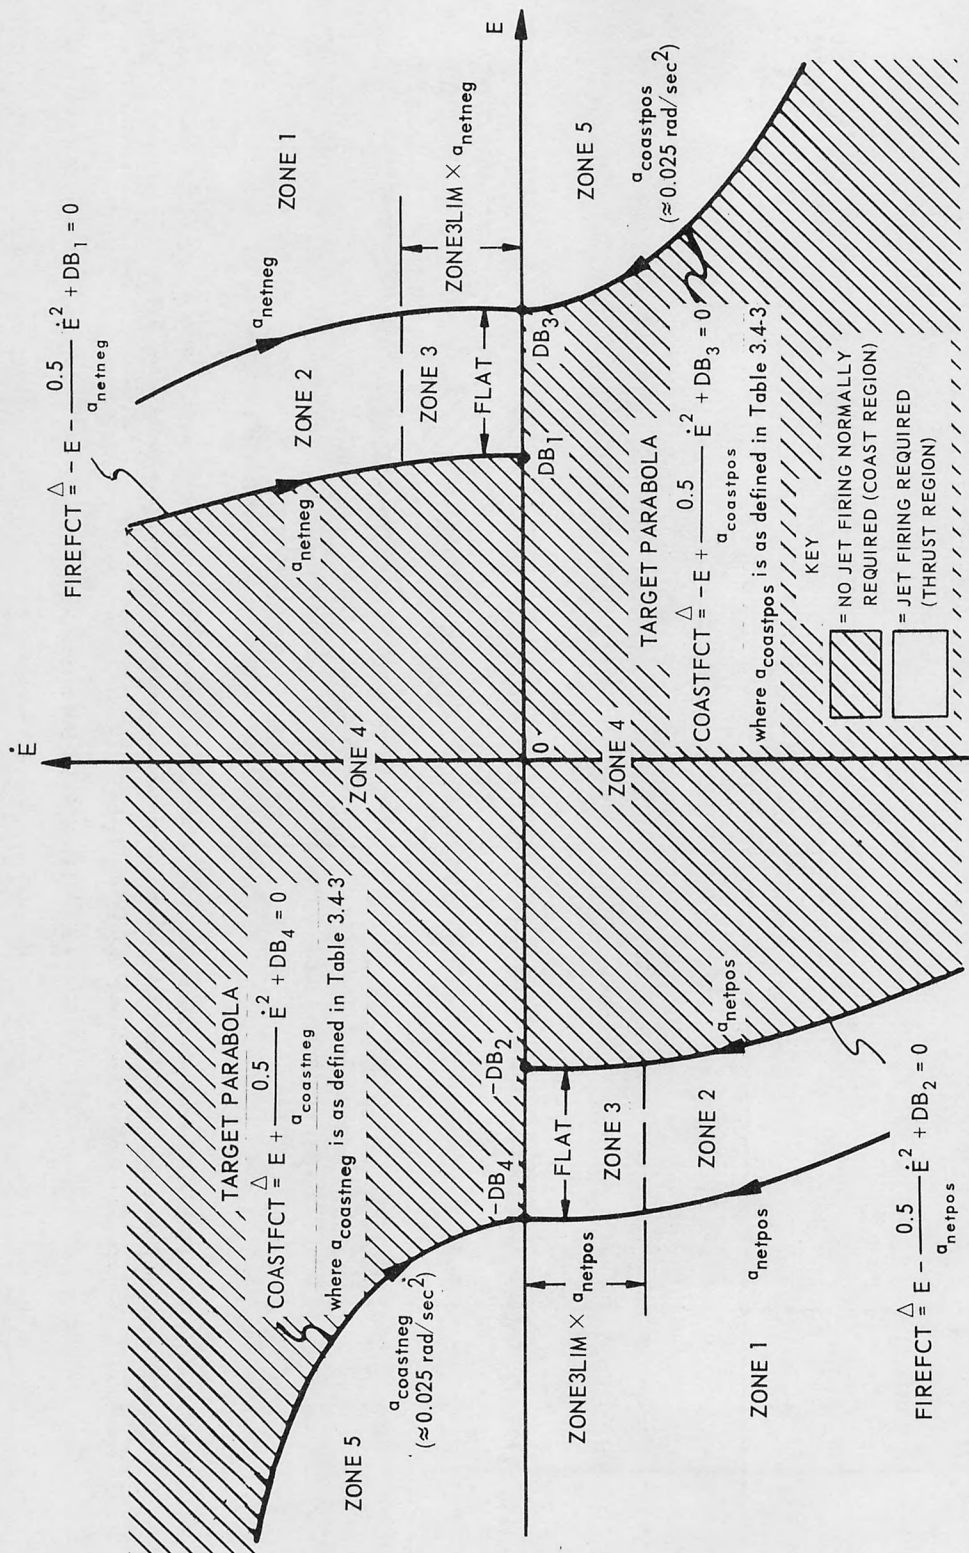 Ė
E
FIREFCT ≜ −E − 0.5/a_netneg Ė² + DB₁ = 0
a_netneg
a_netneg
ZONE 1
ZONE 2
ZONE 3
FLAT
ZONE3LIM × a_netneg
DB₁
DB₃
ZONE 5
a_coastpos
(≈0.025 rad/sec²)
TARGET PARABOLA
COASTFCT ≜ E + 0.5/a_coastneg Ė² + DB₄ = 0
where a_coastneg is as defined in Table 3.4-3
ZONE 4
0
ZONE 4
ZONE 5
a_coastneg
(≈0.025 rad/sec²)
−DB₄
−DB₂
FLAT
ZONE 3
ZONE 2
ZONE3LIM × a_netpos
ZONE 1
a_netpos
a_netpos
FIREFCT ≜ E − 0.5/a_netpos Ė² + DB₂ = 0
TARGET PARABOLA
COASTFCT ≜ −E + 0.5/a_coastpos Ė² + DB₃ = 0
where a_coastpos is as defined in Table 3.4-3
KEY
= NO JET FIRING NORMALLY
REQUIRED (COAST REGION)
= JET FIRING REQUIRED
(THRUST REGION)